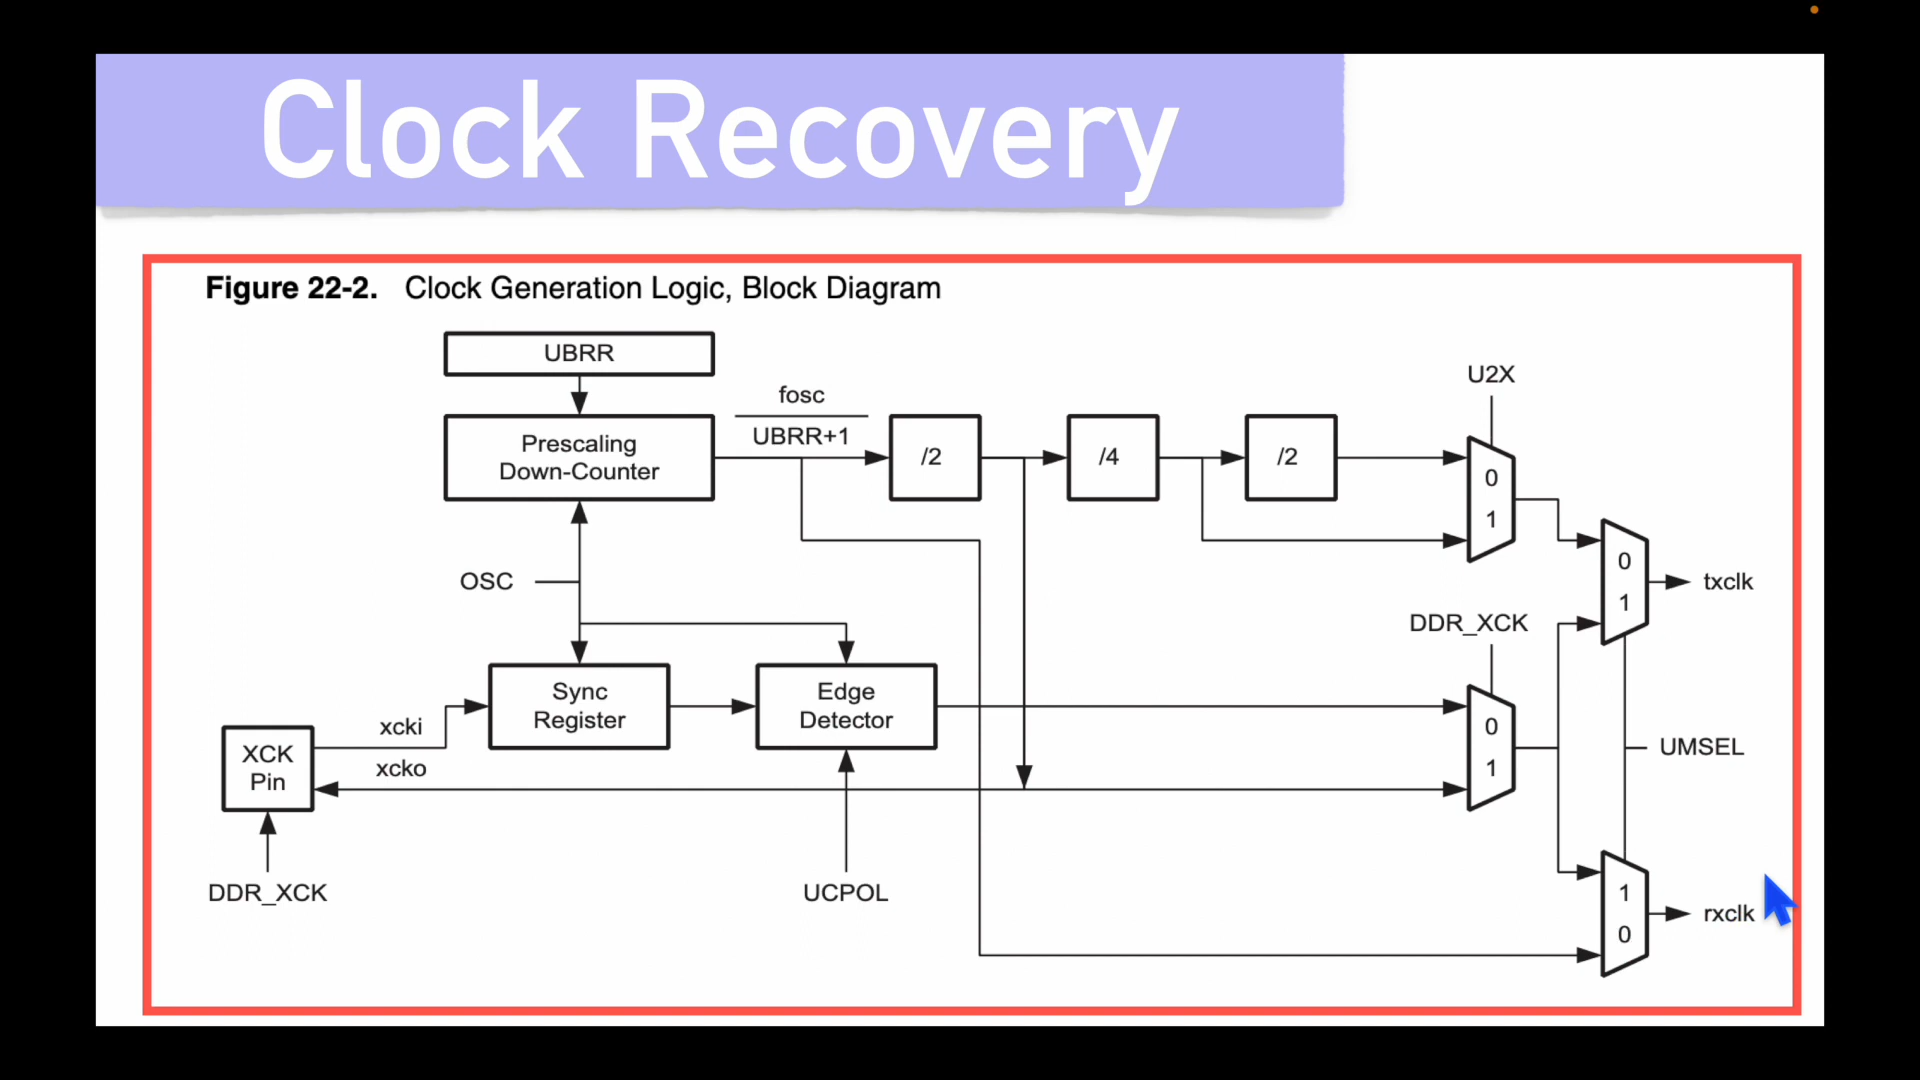 Clock Recovery
Figure 22-2. Clock Generation Logic, Block Diagram
UBRR
U2X
fosc
UBRR+1
Prescaling
Down-Counter
/2
/4
/2
0
1
OSC
0
1
txclk
DDR_XCK
Sync
Register
Edge
Detector
xcki
0
1
UMSEL
XCK
Pin
xcko
DDR_XCK
UCPOL
1
0
rxclk